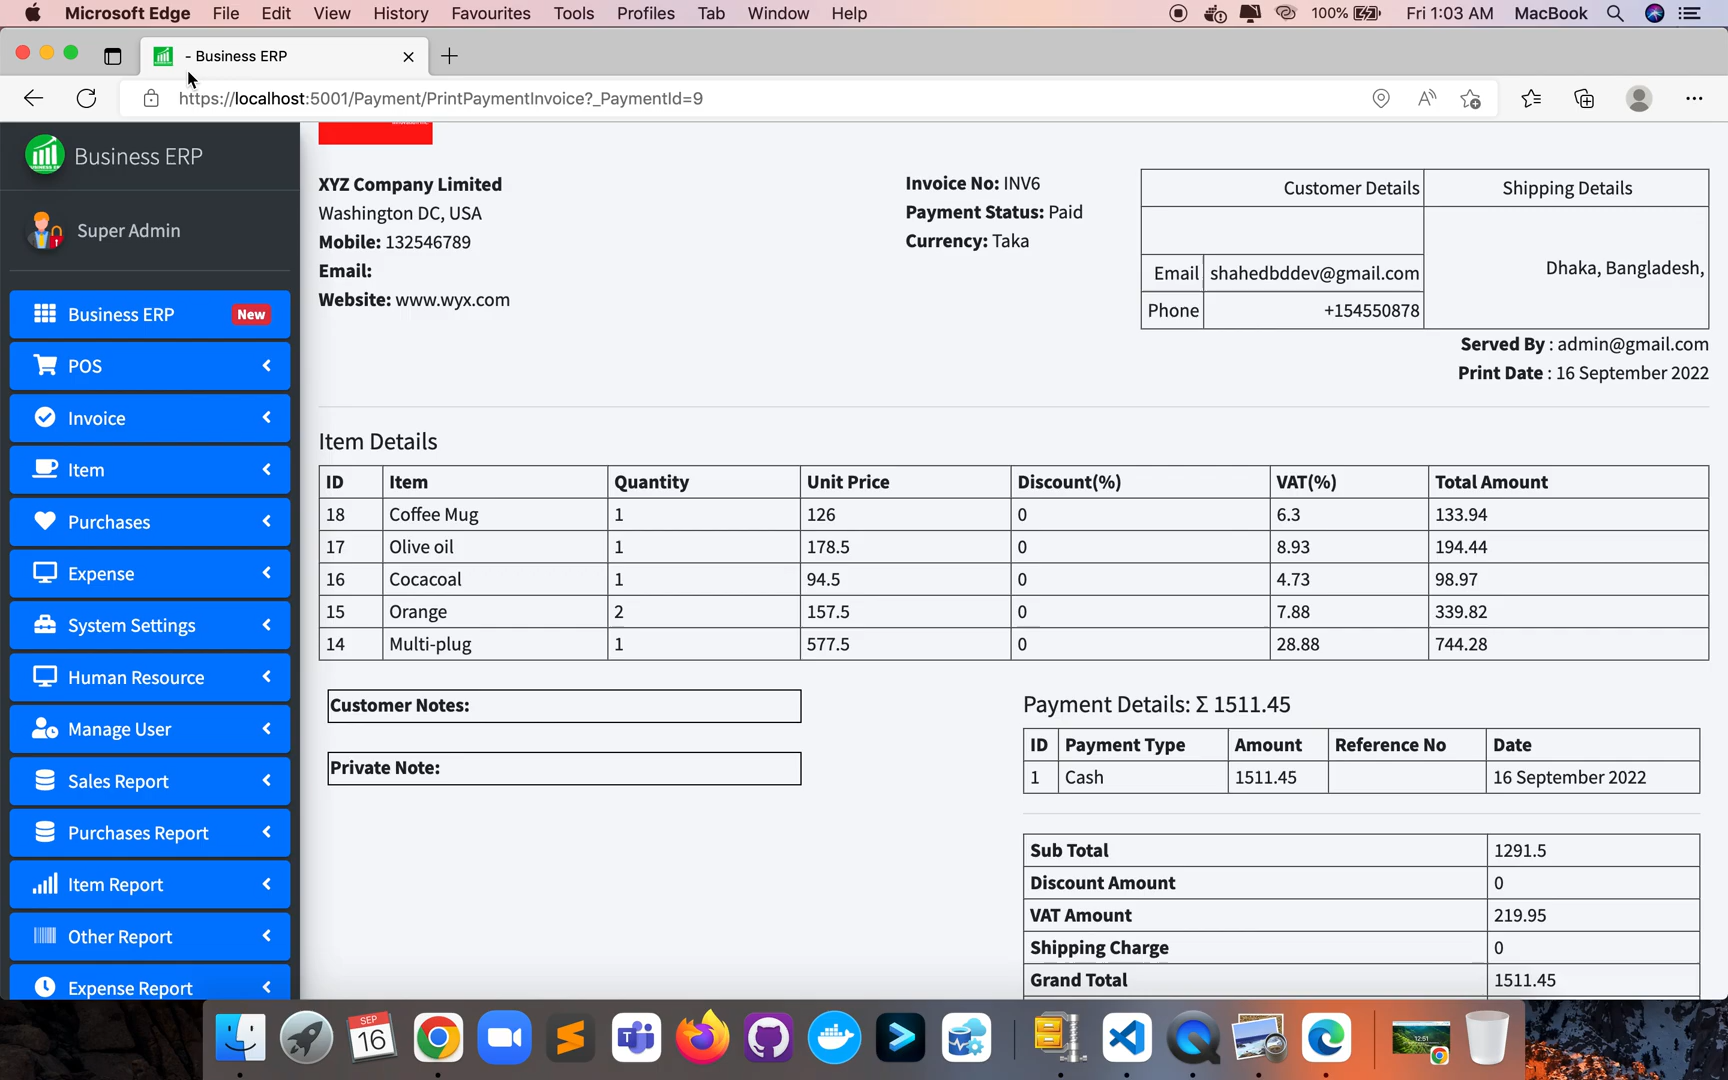 Microsoft Edge File Edit View History Favourites Tools Profiles Tab Window Help 100% Fri 1:03 AM MacBook
- Business ERP
https://localhost:5001/Payment/PrintPaymentInvoice?_PaymentId=9
Business ERP
Super Admin
Business ERP New
POS
Invoice
Item
Purchases
Expense
System Settings
Human Resource
Manage User
Sales Report
Purchases Report
Item Report
Other Report
Expense Report
XYZ Company Limited
Washington DC, USA
Mobile: 132546789
Email:
Website: www.wyx.com
Invoice No: INV6
Payment Status: Paid
Currency: Taka
Customer Details Shipping Details
Dhaka, Bangladesh,
Email shahedbddev@gmail.com
Phone +154550878
Served By : admin@gmail.com
Print Date : 16 September 2022
Item Details
ID Item Quantity Unit Price Discount(%) VAT(%) Total Amount
18 Coffee Mug 1 126 0 6.3 133.94
17 Olive oil 1 178.5 0 8.93 194.44
16 Cocacoal 1 94.5 0 4.73 98.97
15 Orange 2 157.5 0 7.88 339.82
14 Multi-plug 1 577.5 0 28.88 744.28
Customer Notes:
Private Note:
Payment Details: Σ 1511.45
ID Payment Type Amount Reference No Date
1 Cash 1511.45 16 September 2022
Sub Total 1291.5
Discount Amount 0
VAT Amount 219.95
Shipping Charge 0
Grand Total 1511.45
SEP
16
12:51